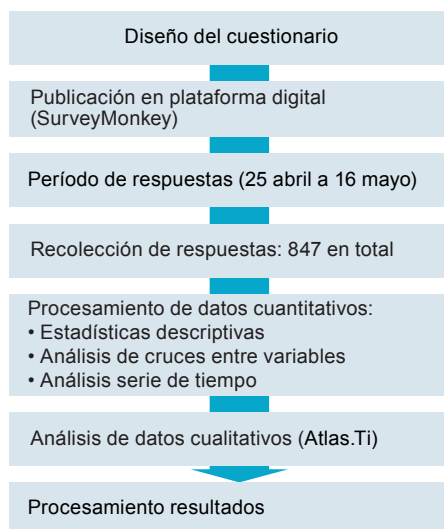 Diseño del cuestionario
Publicación en plataforma digital
(SurveyMonkey)
Período de respuestas (25 abril a 16 mayo)
Recolección de respuestas: 847 en total
Procesamiento de datos cuantitativos:
• Estadísticas descriptivas
• Análisis de cruces entre variables
• Análisis serie de tiempo
Análisis de datos cualitativos (Atlas.Ti)
Procesamiento resultados